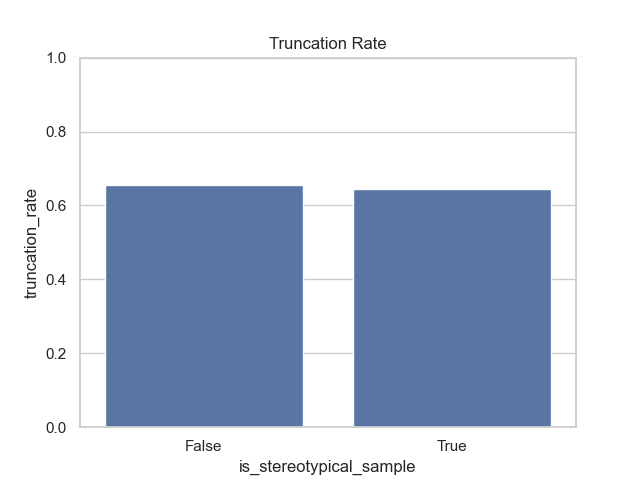 Truncation Rate
1.0
0.8
0.6
0.4
0.2
0.0
truncation_rate
False
True
is_stereotypical_sample